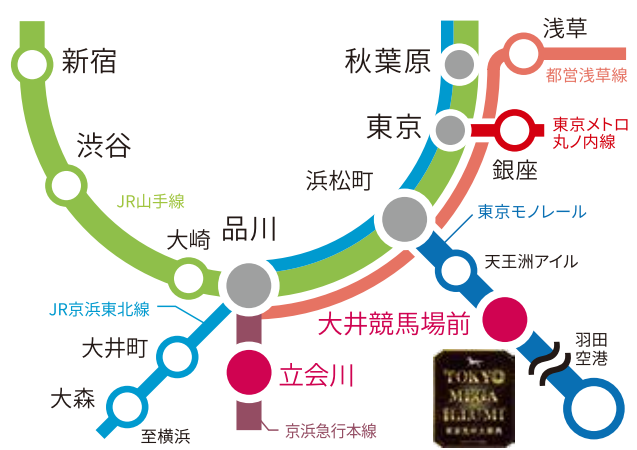 新宿
渋谷
JR山手線
大崎
品川
浜松町
東京
秋葉原
浅草
都営浅草線
東京メトロ
丸ノ内線
銀座
東京モノレール
天王洲アイル
大井競馬場前
羽田
空港
JR京浜東北線
大井町
大森
至横浜
立会川
京浜急行本線
TOKYO
MEGA
ILLUMI